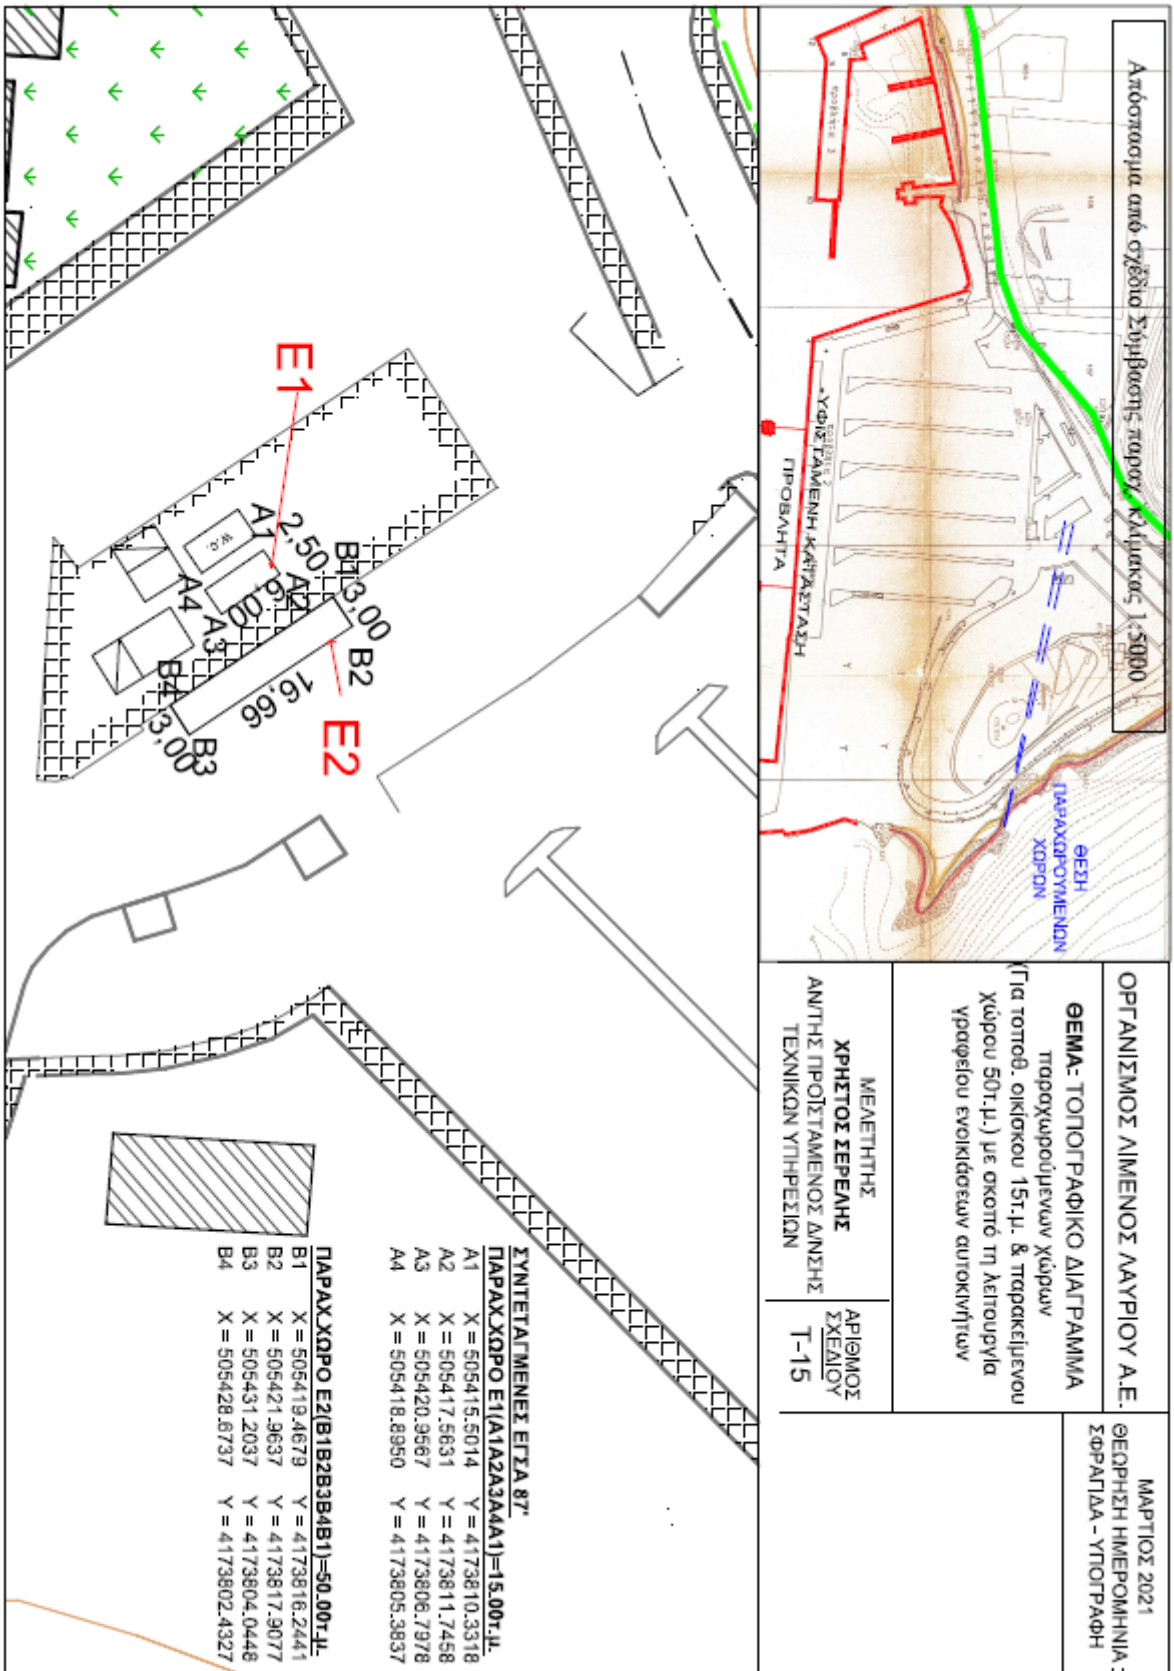 Απόσπασμα από σχέδιο Σύμβασης παραχ. κλίμακας 1:5000
ΥΦΙΣΤΑΜΕΝΗ ΚΑΤΑΣΤΑΣΗ
ΠΡΟΒΛΗΤΑ
ΘΕΣΗ
ΠΑΡΑΧΩΡΟΥΜΕΝΩΝ
ΧΩΡΩΝ
ΟΡΓΑΝΙΣΜΟΣ ΛΙΜΕΝΟΣ ΛΑΥΡΙΟΥ Α.Ε.
ΘΕΜΑ: ΤΟΠΟΓΡΑΦΙΚΟ ΔΙΑΓΡΑΜΜΑ
παραχωρούμενων χώρων
(Για τοποθ. οικίσκου 15τ.μ. & παρακείμενου
χώρου 50τ.μ.) με σκοπό τη λειτουργία
γραφείου ενοικιάσεων αυτοκινήτων
ΜΕΛΕΤΗΤΗΣ
ΧΡΗΣΤΟΣ ΣΕΡΕΛΗΣ
ΑΝ/ΤΗΣ ΠΡΟΪΣΤΑΜΕΝΟΣ Δ/ΝΣΗΣ
ΤΕΧΝΙΚΩΝ ΥΠΗΡΕΣΙΩΝ
ΑΡΙΘΜΟΣ
ΣΧΕΔΙΟΥ
Τ-15
ΜΑΡΤΙΟΣ 2021
ΘΕΩΡΗΣΗ ΗΜΕΡΟΜΗΝΙΑ :
ΣΦΡΑΓΙΔΑ - ΥΠΟΓΡΑΦΗ
E1
E2
W.C.
A1
2,50
A2
6,00
A3
A4
B1
3,00
B2
16,66
B3
3,00
B4
ΣΥΝΤΕΤΑΓΜΕΝΕΣ ΕΓΣΑ 87'
ΠΑΡΑΧ.ΧΩΡΟ Ε1(Α1Α2Α3Α4Α1)=15.00τ.μ.
A1 X = 505415.5014 Y = 4173810.3318
A2 X = 505417.5631 Y = 4173811.7458
A3 X = 505420.9567 Y = 4173806.7978
A4 X = 505418.8950 Y = 4173805.3837
ΠΑΡΑΧ.ΧΩΡΟ Ε2(Β1Β2Β3Β4Β1)=50.00τ.μ.
B1 X = 505419.4679 Y = 4173816.2441
B2 X = 505421.9637 Y = 4173817.9077
B3 X = 505431.2037 Y = 4173804.0448
B4 X = 505428.6737 Y = 4173802.4327